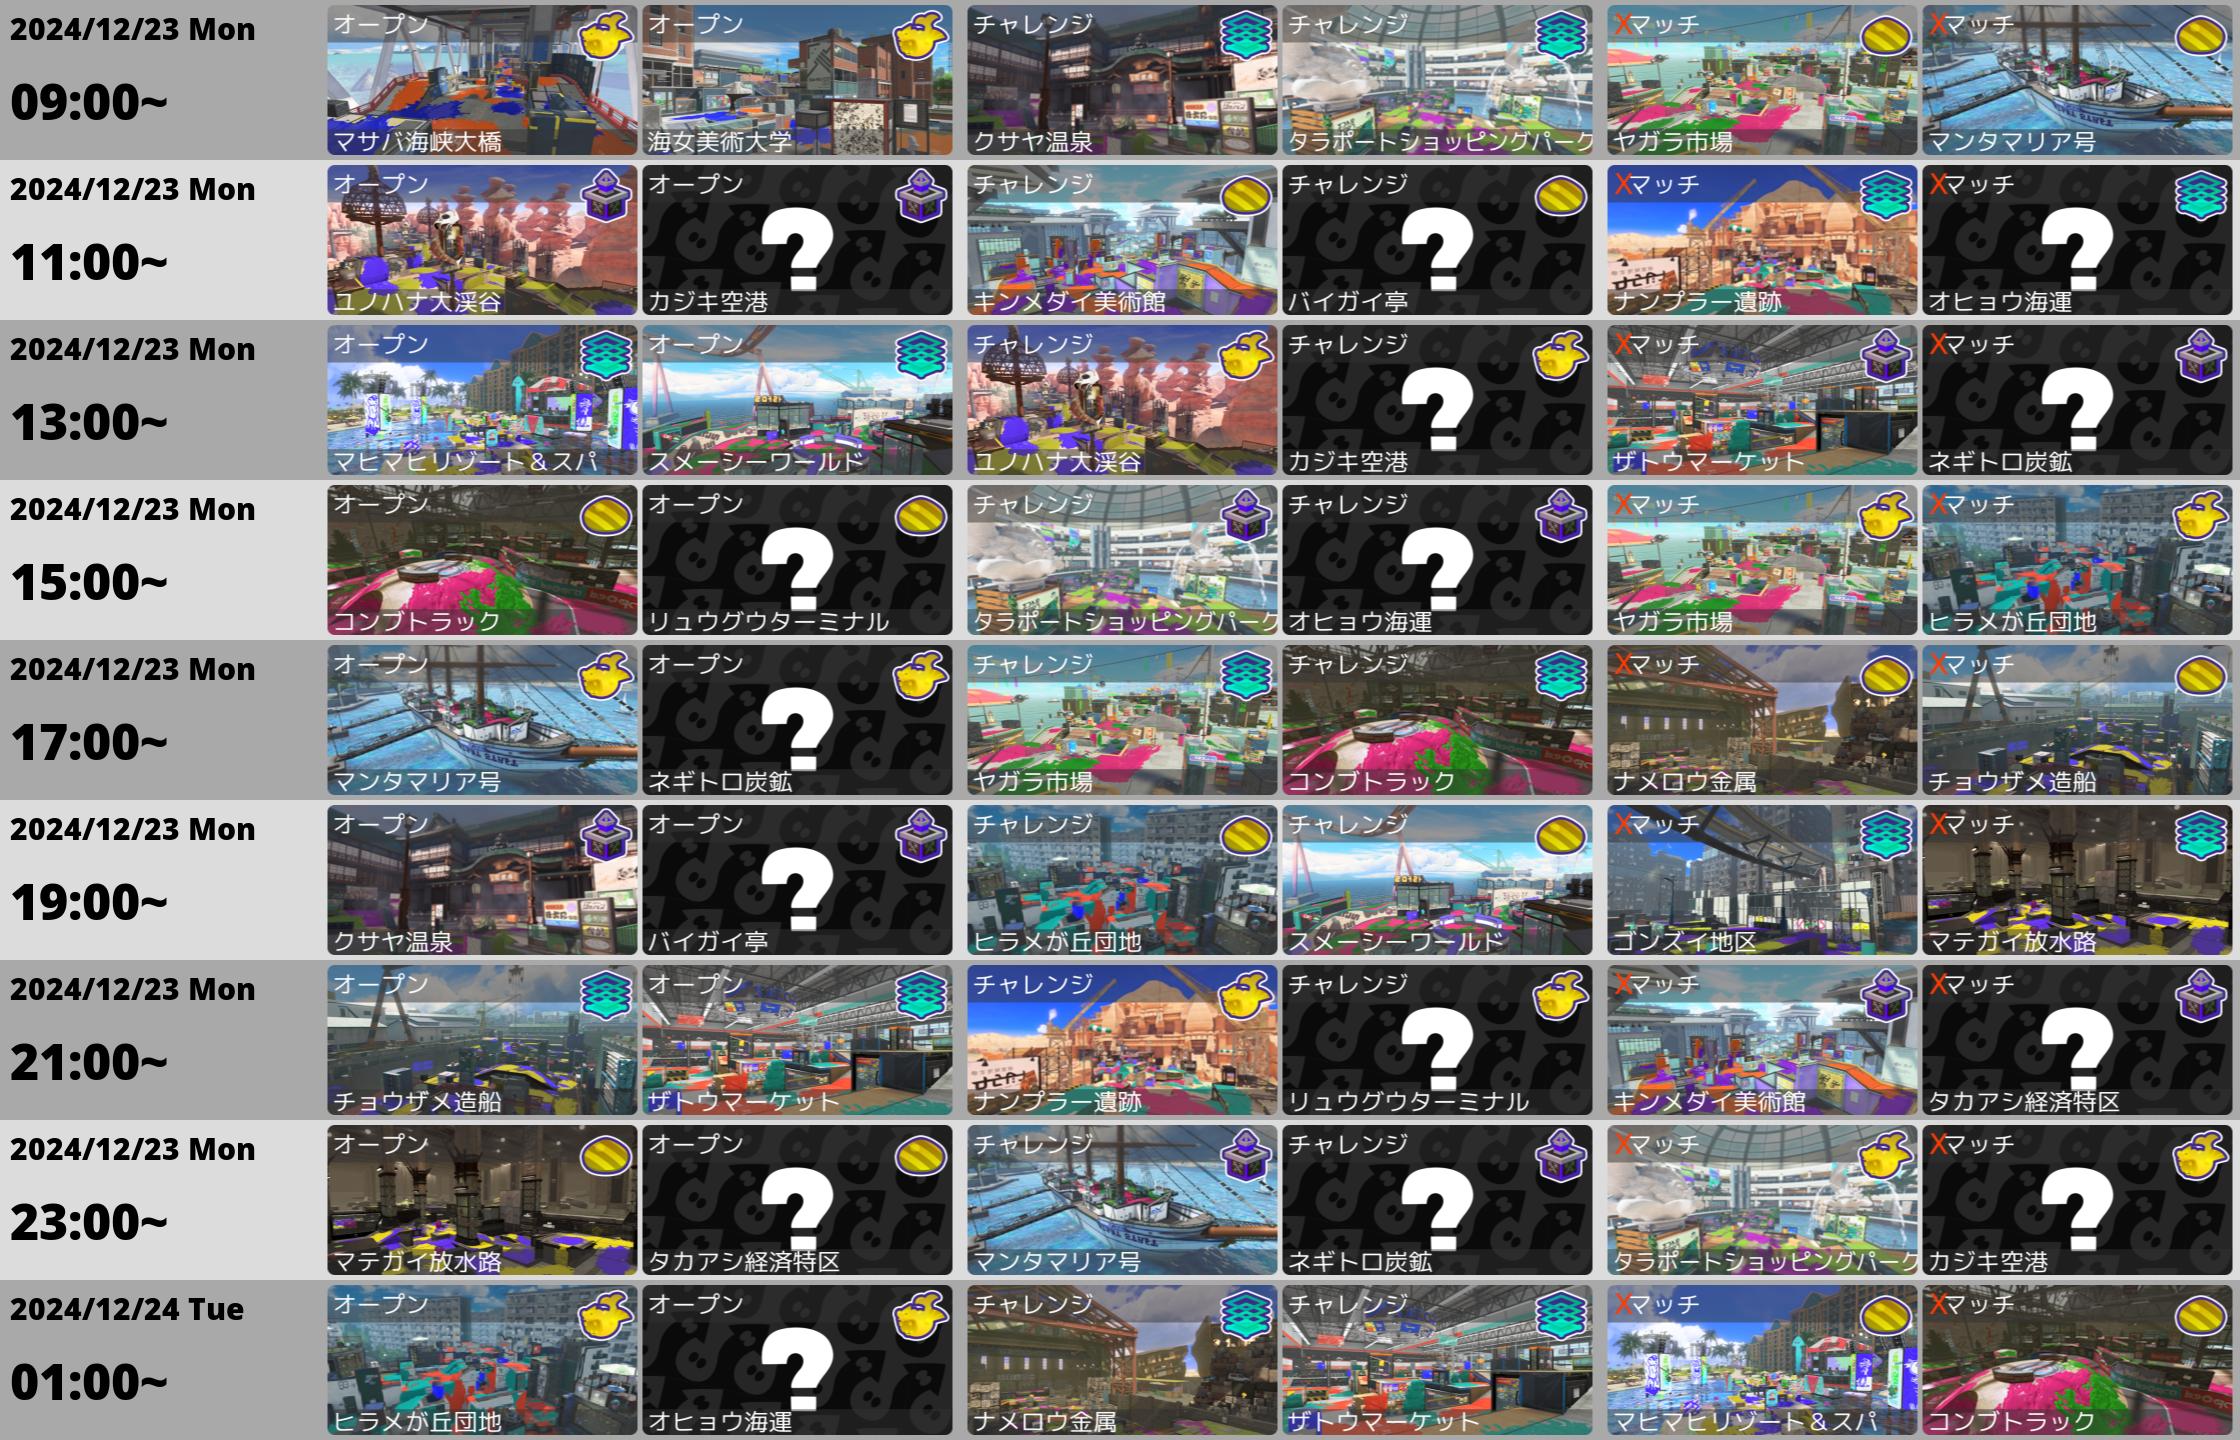 2024/12/23 Mon
09:00~
オープン
マサバ海峡大橋
オープン
海女美術大学
チャレンジ
クサヤ温泉
チャレンジ
タラポートショッピングパーク
Xマッチ
ヤガラ市場
Xマッチ
マンタマリア号
2024/12/23 Mon
11:00~
オープン
ユノハナ大渓谷
オープン
?
カジキ空港
チャレンジ
キンメダイ美術館
チャレンジ
?
バイガイ亭
Xマッチ
ナンプラー遺跡
Xマッチ
?
オヒョウ海運
2024/12/23 Mon
13:00~
オープン
マヒマヒリゾート&スパ
オープン
スメーシーワールド
チャレンジ
ユノハナ大渓谷
チャレンジ
?
カジキ空港
Xマッチ
ザトウマーケット
Xマッチ
?
ネギトロ炭鉱
2024/12/23 Mon
15:00~
オープン
コンブトラック
オープン
?
リュウグウターミナル
チャレンジ
タラポートショッピングパーク
チャレンジ
?
オヒョウ海運
Xマッチ
ヤガラ市場
Xマッチ
ヒラメが丘団地
2024/12/23 Mon
17:00~
オープン
マンタマリア号
オープン
?
ネギトロ炭鉱
チャレンジ
ヤガラ市場
チャレンジ
コンブトラック
Xマッチ
ナメロウ金属
Xマッチ
チョウザメ造船
2024/12/23 Mon
19:00~
オープン
クサヤ温泉
オープン
?
バイガイ亭
チャレンジ
ヒラメが丘団地
チャレンジ
スメーシーワールド
Xマッチ
ゴンズイ地区
Xマッチ
マテガイ放水路
2024/12/23 Mon
21:00~
オープン
チョウザメ造船
オープン
ザトウマーケット
チャレンジ
ナンプラー遺跡
チャレンジ
?
リュウグウターミナル
Xマッチ
キンメダイ美術館
Xマッチ
?
タカアシ経済特区
2024/12/23 Mon
23:00~
オープン
マテガイ放水路
オープン
?
タカアシ経済特区
チャレンジ
マンタマリア号
チャレンジ
?
ネギトロ炭鉱
Xマッチ
タラポートショッピングパーク
Xマッチ
?
カジキ空港
2024/12/24 Tue
01:00~
オープン
ヒラメが丘団地
オープン
?
オヒョウ海運
チャレンジ
ナメロウ金属
チャレンジ
ザトウマーケット
Xマッチ
マヒマヒリゾート&スパ
Xマッチ
コンブトラック